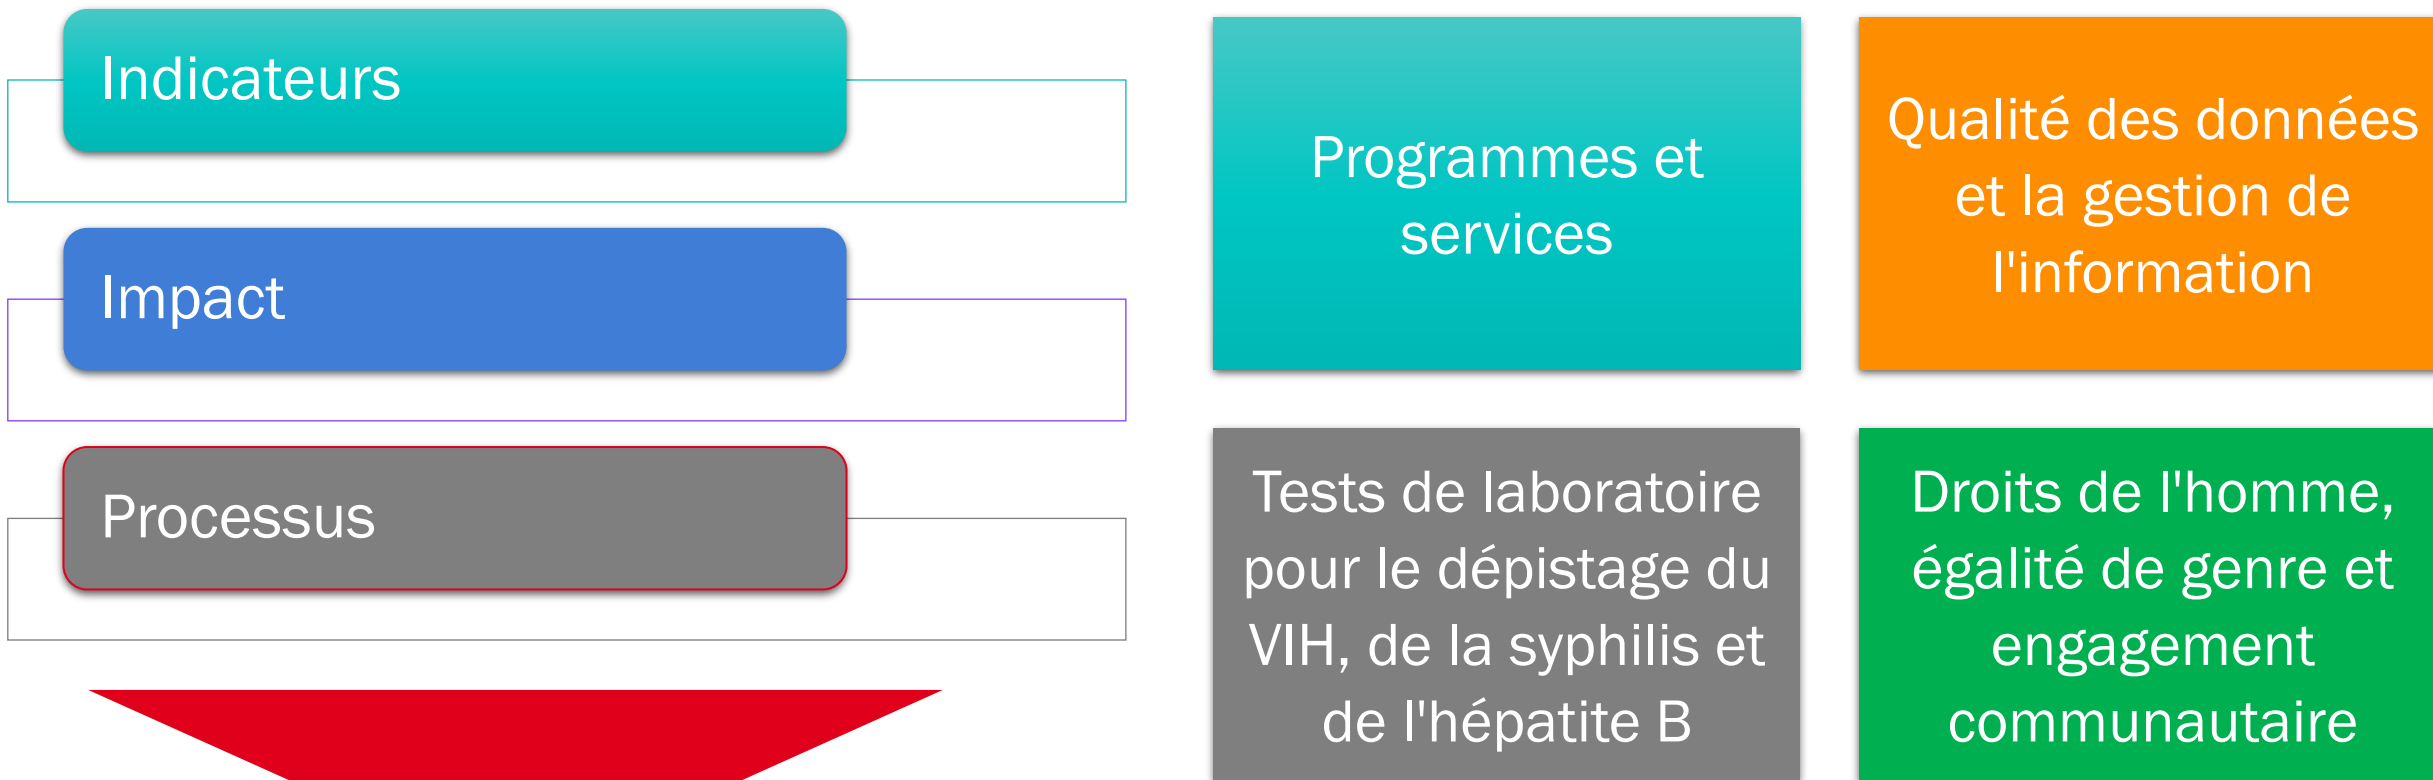 Indicateurs
Impact
Processus
Programmes et
services
Qualité des données
et la gestion de
l'information
Tests de laboratoire
pour le dépistage du
VIH, de la syphilis et
de l'hépatite B
Droits de l'homme,
égalité de genre et
engagement
communautaire